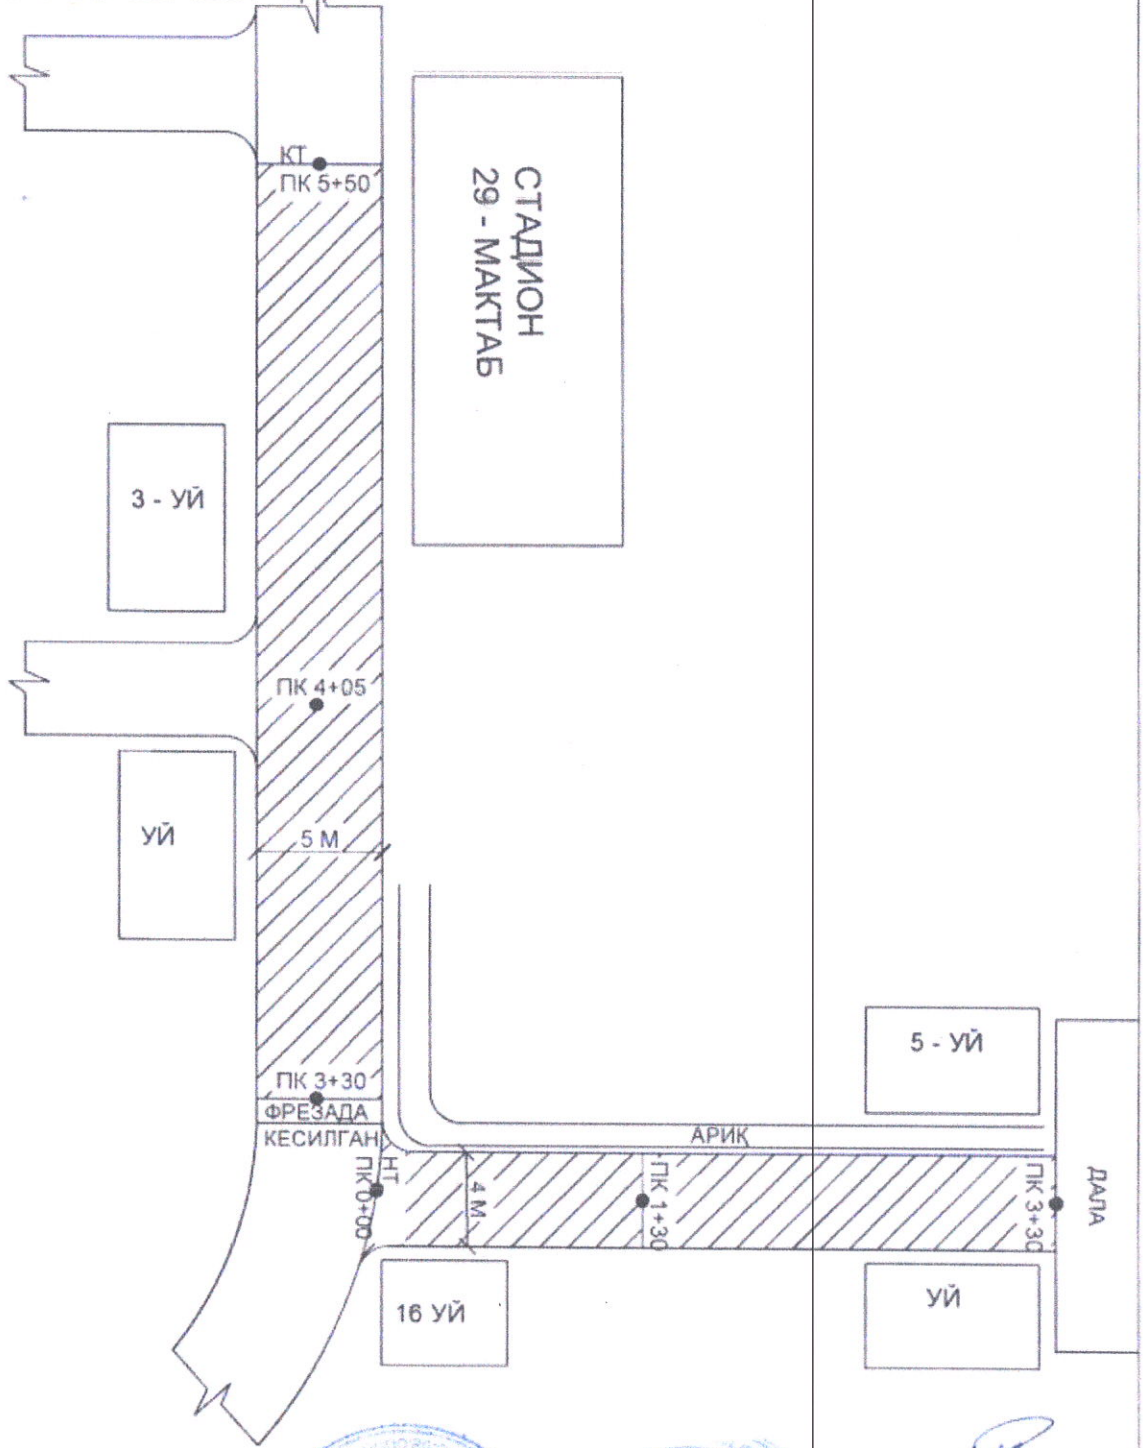 КТ
ПК 5+50
СТАДИОН
29 - МАКТАБ
3 - УЙ
ПК 4+05
УЙ
5 М
5 - УЙ
ПК 3+30
ФРЕЗАДА
КЕСИЛГАН
АРИҚ
НТ
ПК 0+00
4 М
ПК 1+30
ПК 3+30
ДАЛА
16 УЙ
УЙ